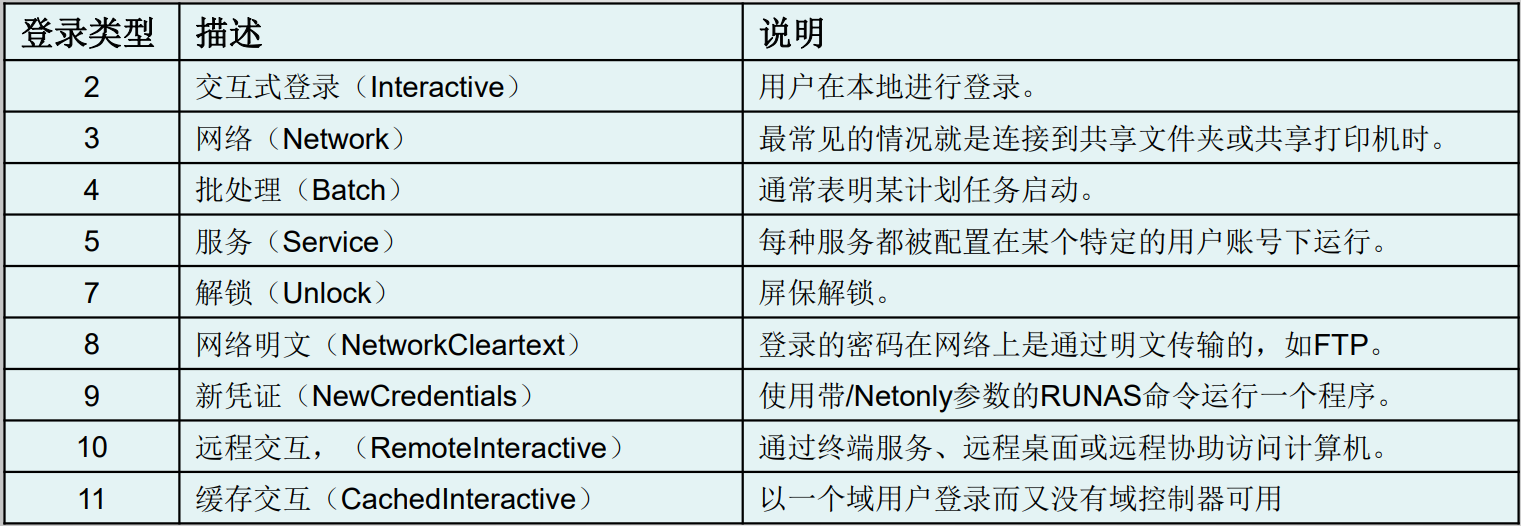 登录类型 描述 说明
2 交互式登录（Interactive） 用户在本地进行登录。
3 网络（Network） 最常见的情况就是连接到共享文件夹或共享打印机时。
4 批处理（Batch） 通常表明某计划任务启动。
5 服务（Service） 每种服务都被配置在某个特定的用户账号下运行。
7 解锁（Unlock） 屏保解锁。
8 网络明文（NetworkCleartext） 登录的密码在网络上是通过明文传输的，如FTP。
9 新凭证（NewCredentials） 使用带/Netonly参数的RUNAS命令运行一个程序。
10 远程交互，（RemoteInteractive） 通过终端服务、远程桌面或远程协助访问计算机。
11 缓存交互（CachedInteractive） 以一个域用户登录而又没有域控制器可用